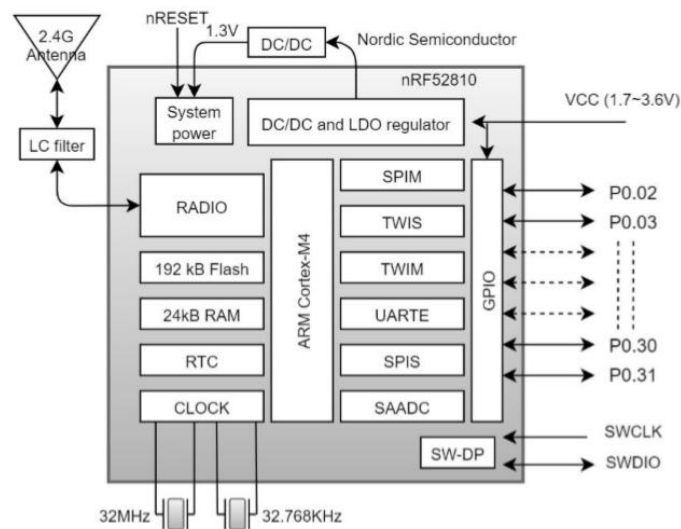 2.4G
Antenna
nRESET
1.3V
DC/DC
Nordic Semiconductor
nRF52810
VCC (1.7~3.6V)
System
power
DC/DC and LDO regulator
LC filter
RADIO
192 kB Flash
24kB RAM
RTC
CLOCK
ARM Cortex-M4
SPIM
TWIS
TWIM
UARTE
SPIS
SAADC
GPIO
P0.02
P0.03
P0.30
P0.31
SW-DP
SWCLK
SWDIO
32MHz
32.768KHz